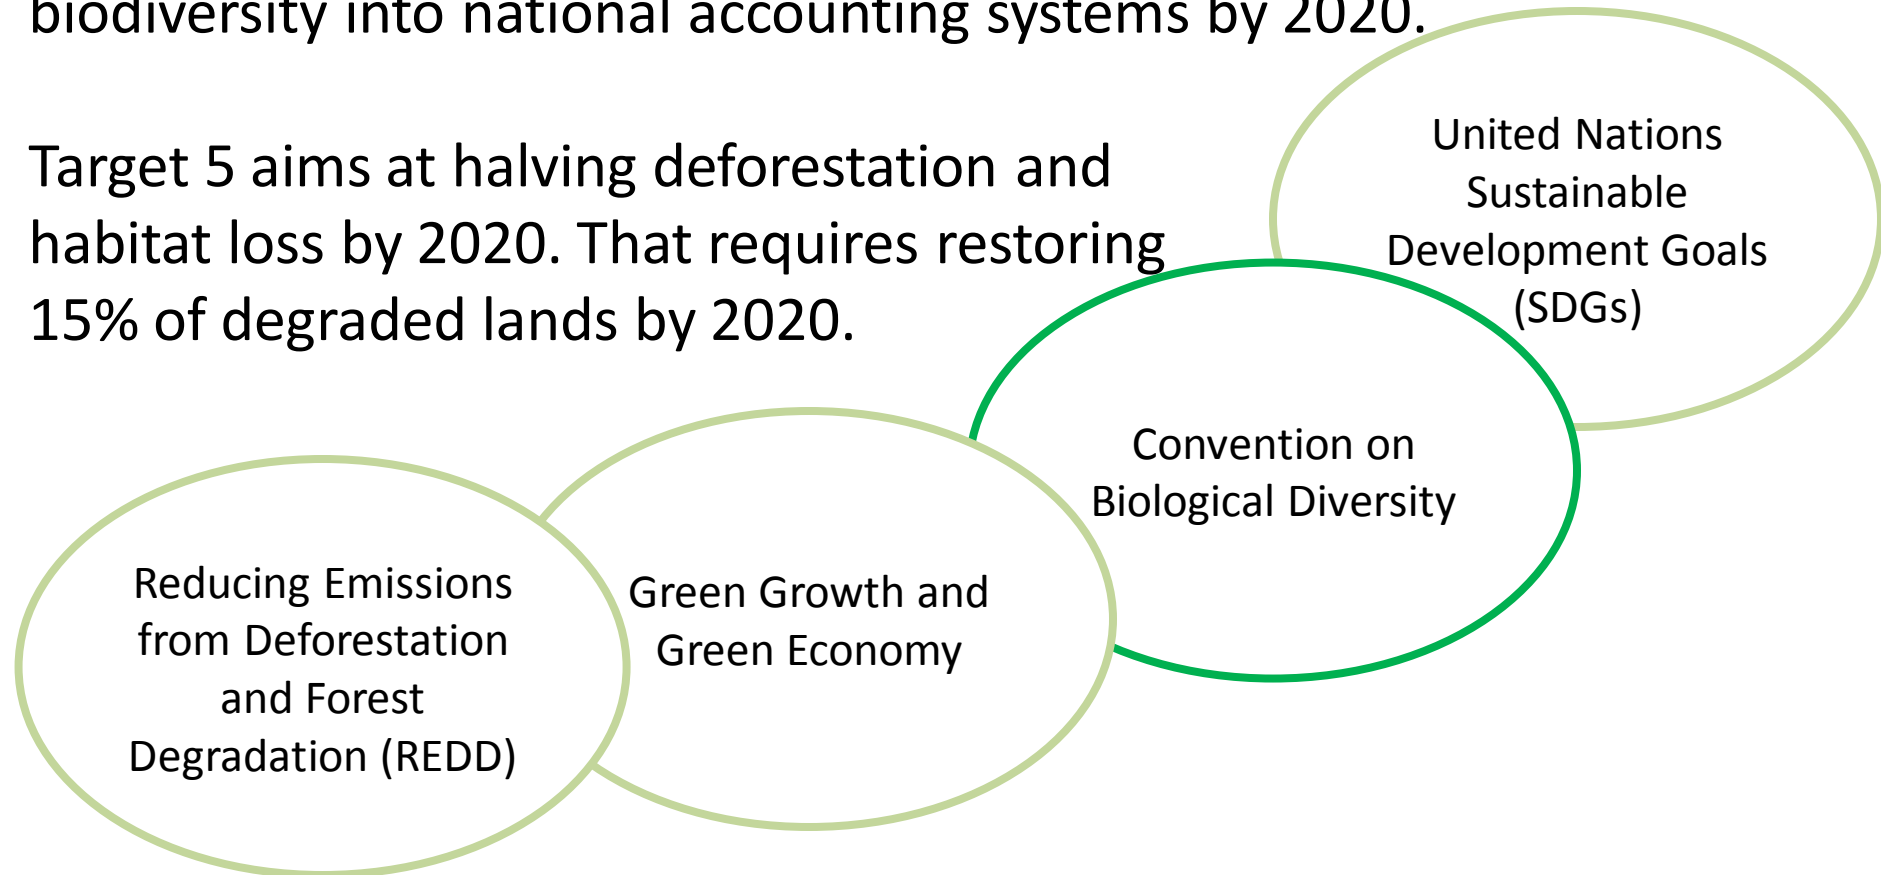 biodiversity into national accounting systems by 2020.
Target 5 aims at halving deforestation and
habitat loss by 2020. That requires restoring
15% of degraded lands by 2020.
United Nations
Sustainable
Development Goals
(SDGs)
Convention on
Biological Diversity
Green Growth and
Green Economy
Reducing Emissions
from Deforestation
and Forest
Degradation (REDD)